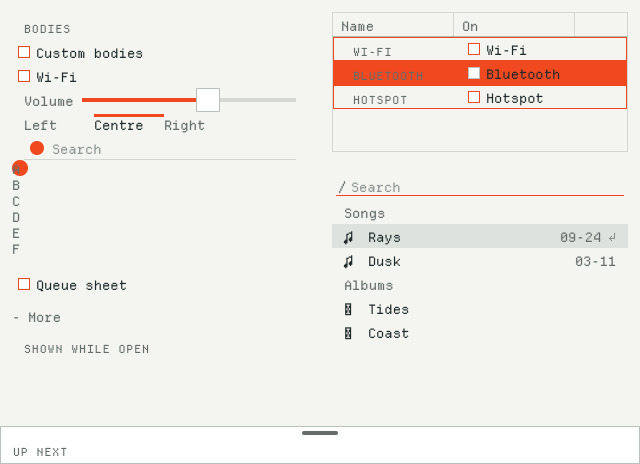 BODIES
Custom bodies
Wi-Fi
Volume
Left Centre Right
Search
B
C
D
E
F
Queue sheet
- More
SHOWN WHILE OPEN
Name On
WI-FI Wi-Fi
BLUETOOTH Bluetooth
HOTSPOT Hotspot
/ Search
Songs
Rays 09-24
Dusk 03-11
Albums
Tides
Coast
UP NEXT